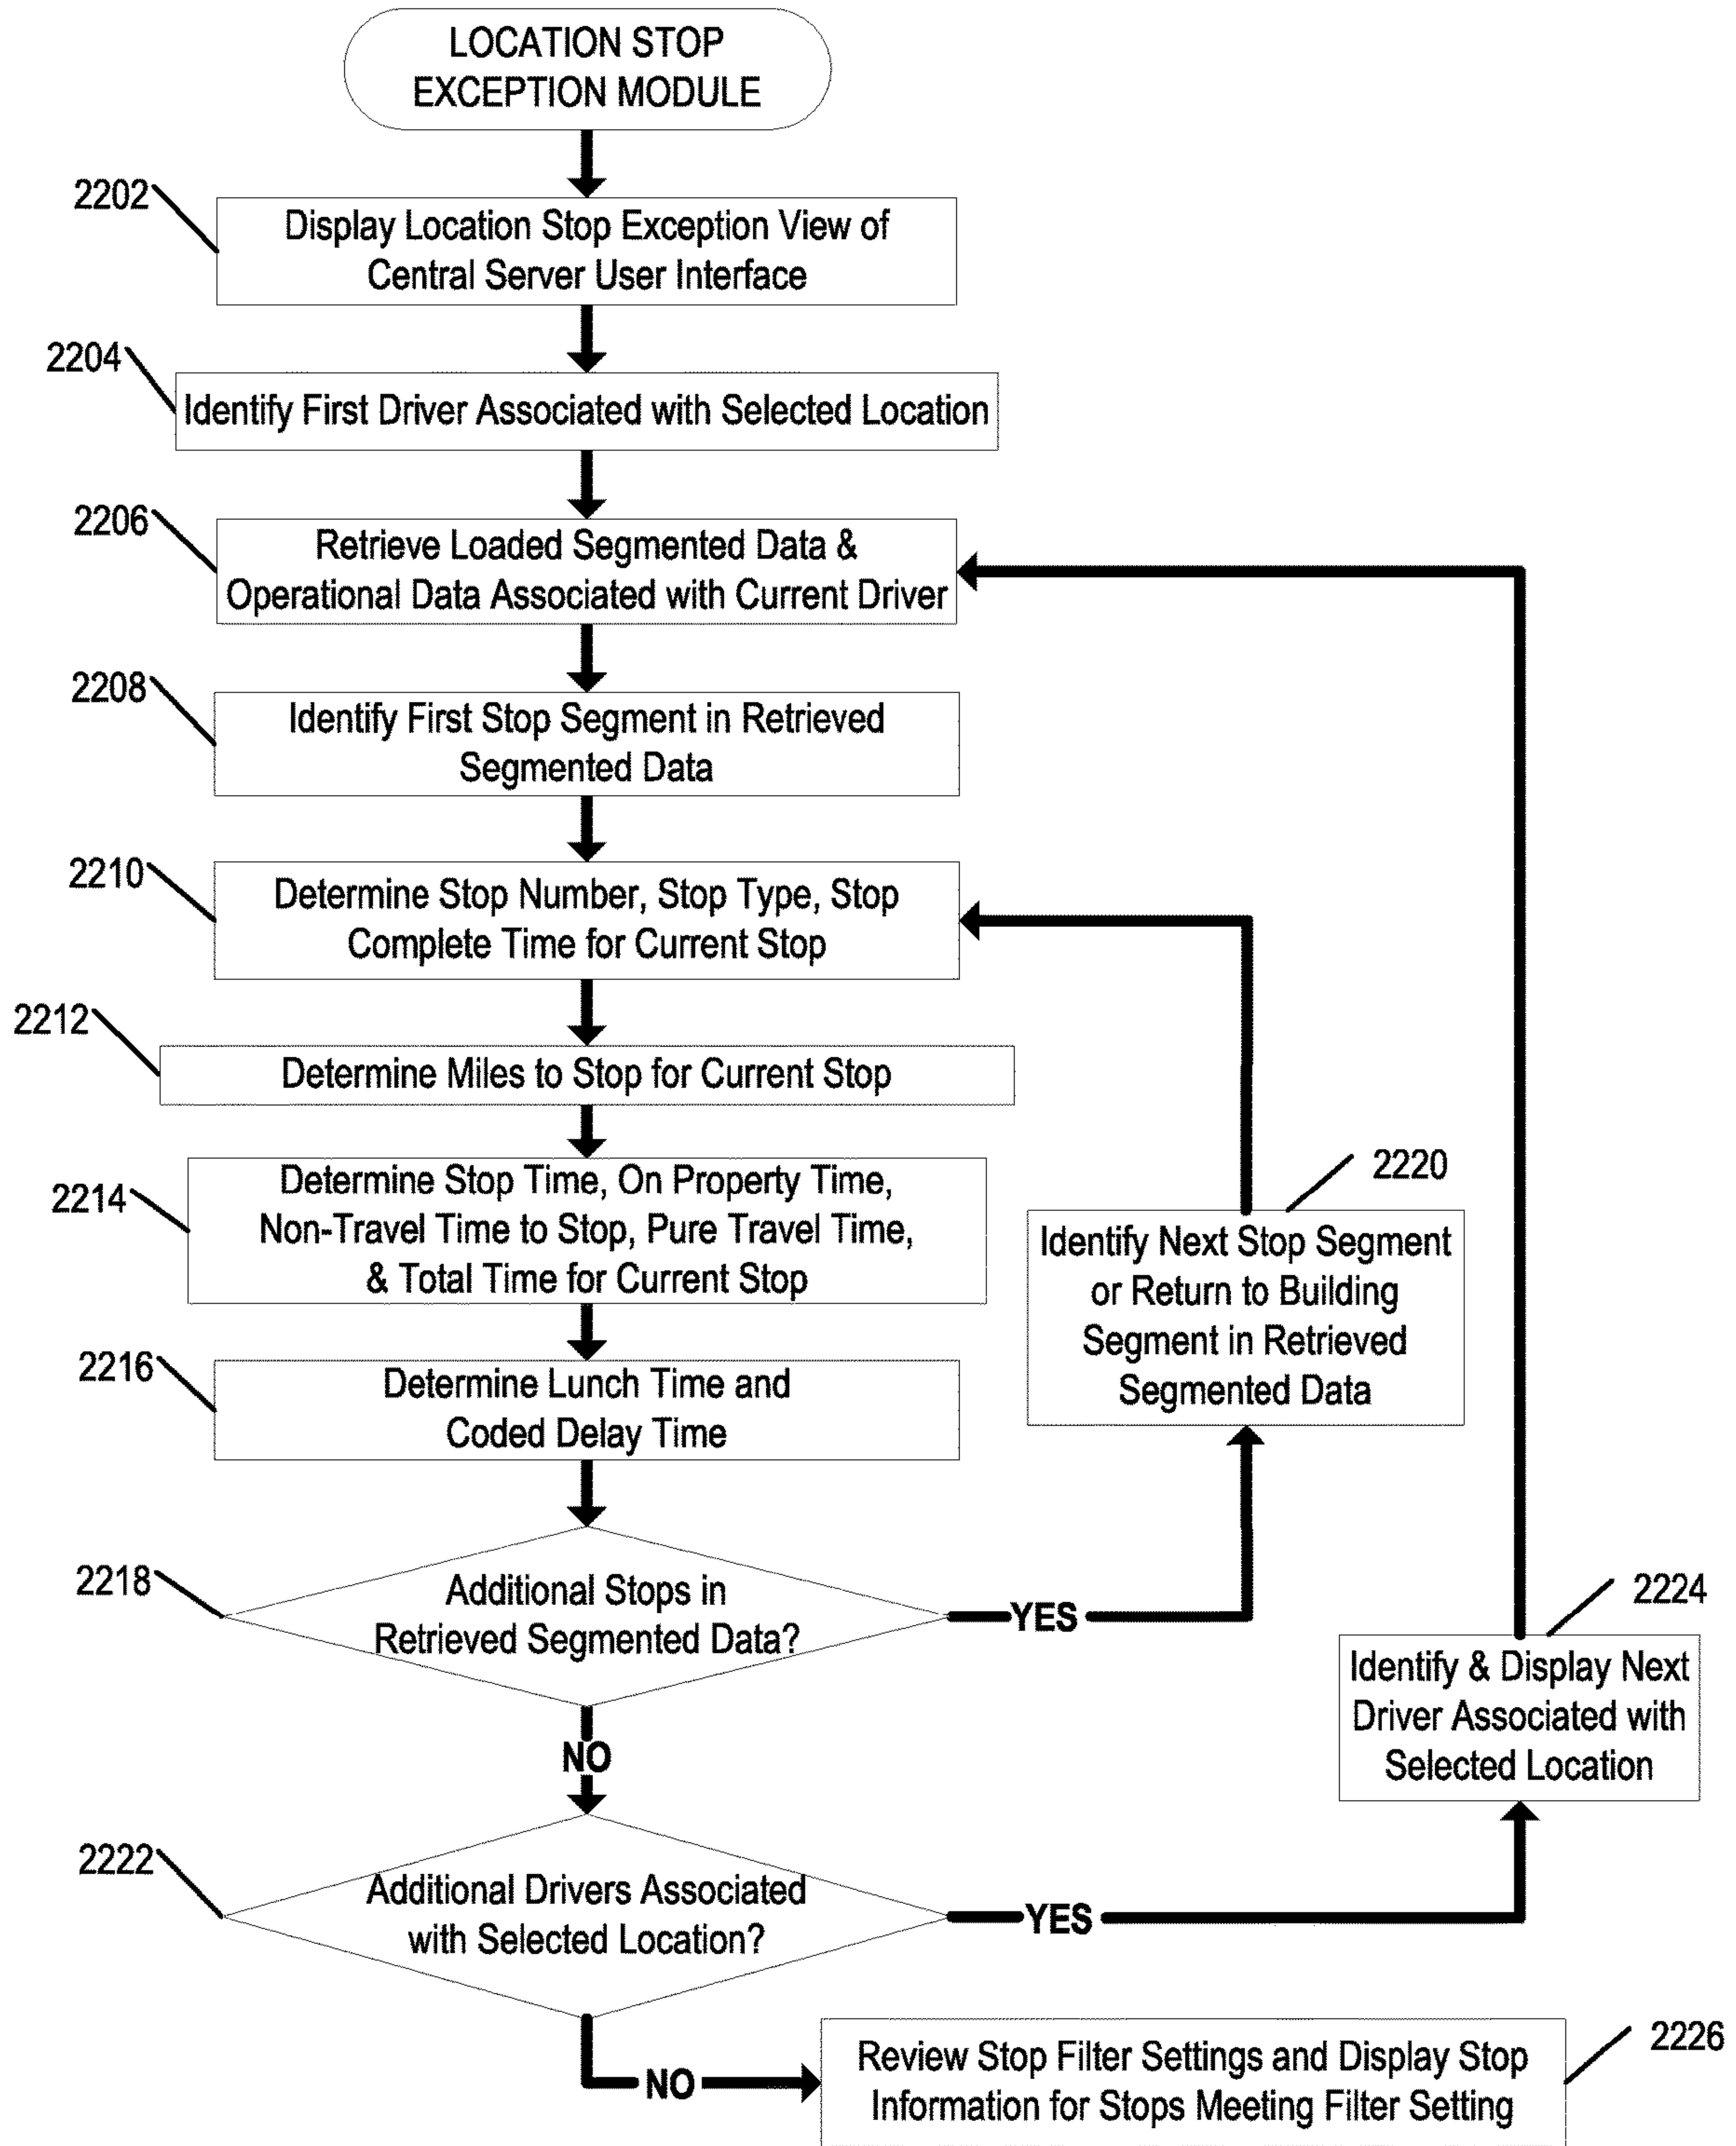 LOCATION STOP
EXCEPTION MODULE
2202
Display Location Stop Exception View of
Central Server User Interface
2204
Identify First Driver Associated with Selected Location
2206
Retrieve Loaded Segmented Data &
Operational Data Associated with Current Driver
2208
Identify First Stop Segment in Retrieved
Segmented Data
2210
Determine Stop Number, Stop Type, Stop
Complete Time for Current Stop
2212
Determine Miles to Stop for Current Stop
2214
Determine Stop Time, On Property Time,
Non-Travel Time to Stop, Pure Travel Time,
& Total Time for Current Stop
2216
Determine Lunch Time and
Coded Delay Time
2218
Additional Stops in
Retrieved Segmented Data?
YES
2220
Identify Next Stop Segment
or Return to Building
Segment in Retrieved
Segmented Data
NO
2222
Additional Drivers Associated
with Selected Location?
YES
2224
Identify & Display Next
Driver Associated with
Selected Location
NO
2226
Review Stop Filter Settings and Display Stop
Information for Stops Meeting Filter Setting